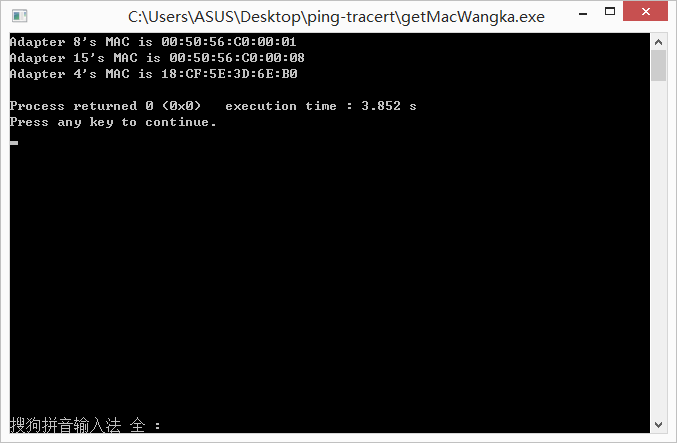 C:\Users\ASUS\Desktop\ping-tracert\getMacWangka.exe
Adapter 8's MAC is 00:50:56:C0:00:01
Adapter 15's MAC is 00:50:56:C0:00:08
Adapter 4's MAC is 18:CF:5E:3D:6E:B0
Process returned 0 (0x0)   execution time : 3.852 s
Press any key to continue.
搜狗拼音输入法 全 :